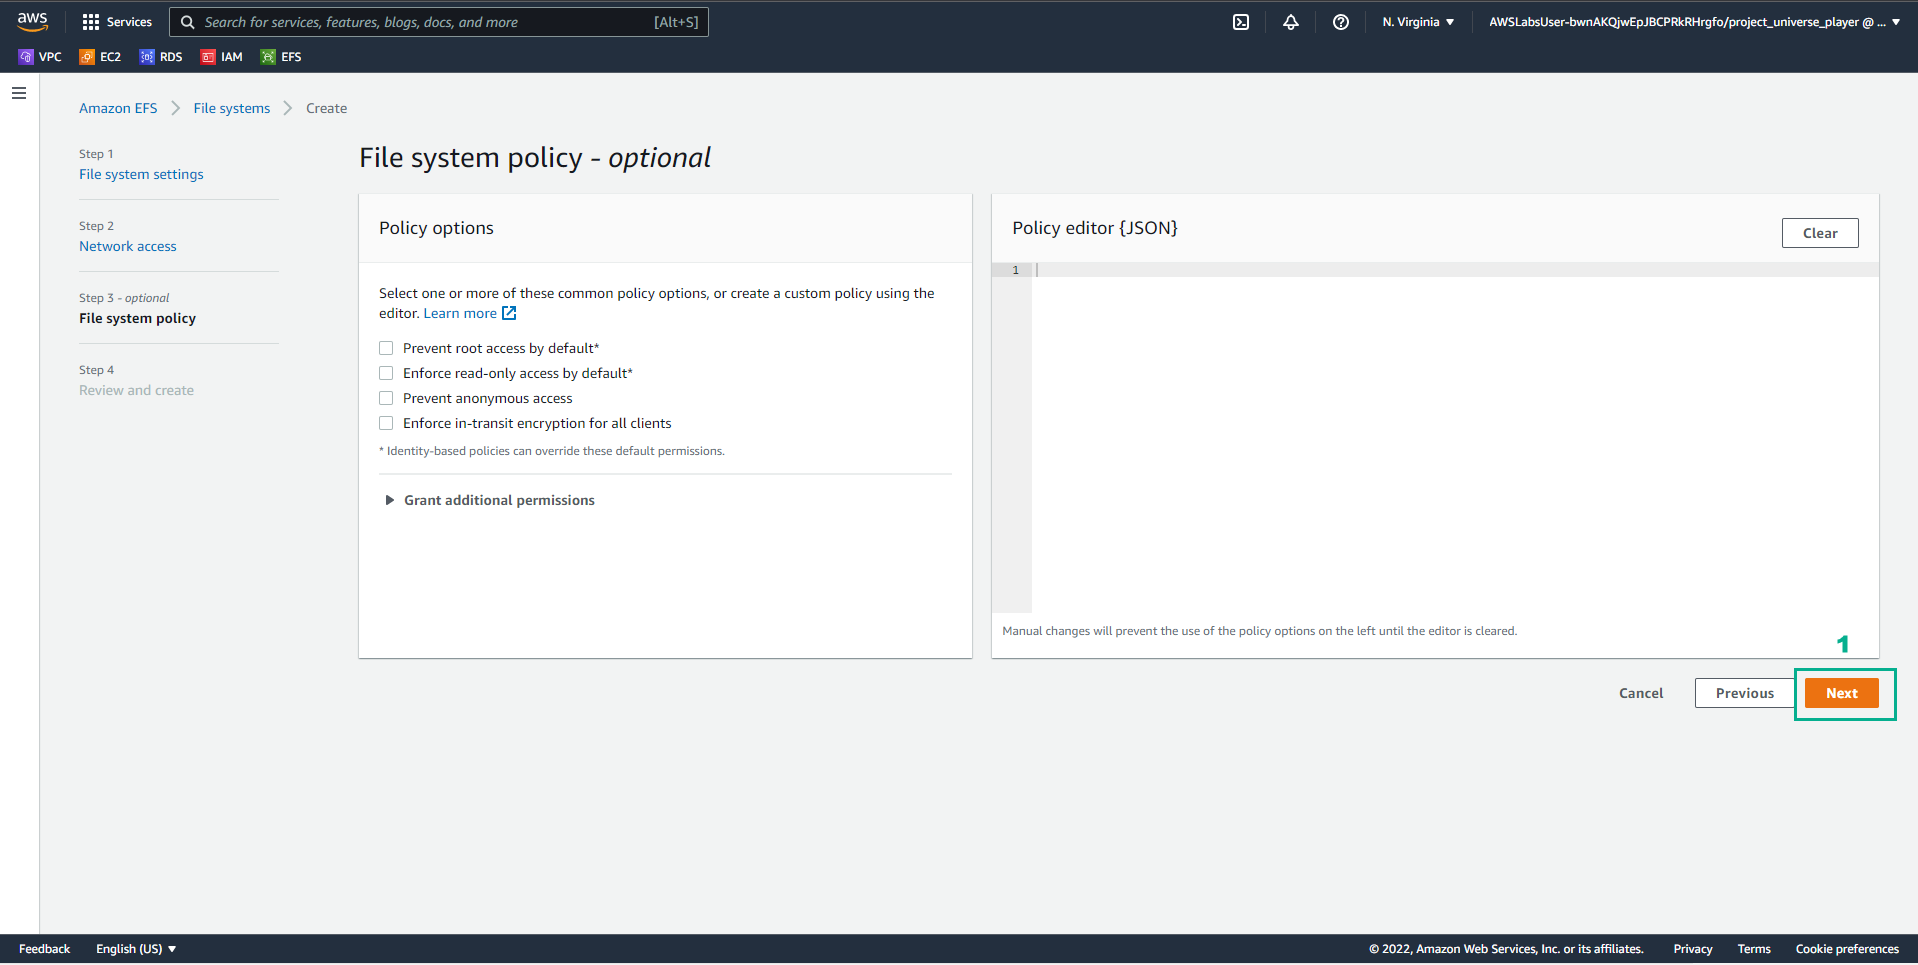 aws
Services
Search for services, features, blogs, docs, and more
[Alt+S]
N. Virginia
AWSLabsUser-bwnAKQjwEpJBCPRkRHrgfo/project_universe_player @ ...
VPC
EC2
RDS
IAM
EFS
Amazon EFS
File systems
Create
Step 1
File system settings
Step 2
Network access
Step 3 - optional
File system policy
Step 4
Review and create
File system policy - optional
Policy options
Select one or more of these common policy options, or create a custom policy using the
editor. Learn more
Prevent root access by default*
Enforce read-only access by default*
Prevent anonymous access
Enforce in-transit encryption for all clients
* Identity-based policies can override these default permissions.
Grant additional permissions
Policy editor {JSON}
Clear
1
Manual changes will prevent the use of the policy options on the left until the editor is cleared.
1
Cancel
Previous
Next
Feedback
English (US)
© 2022, Amazon Web Services, Inc. or its affiliates.
Privacy
Terms
Cookie preferences